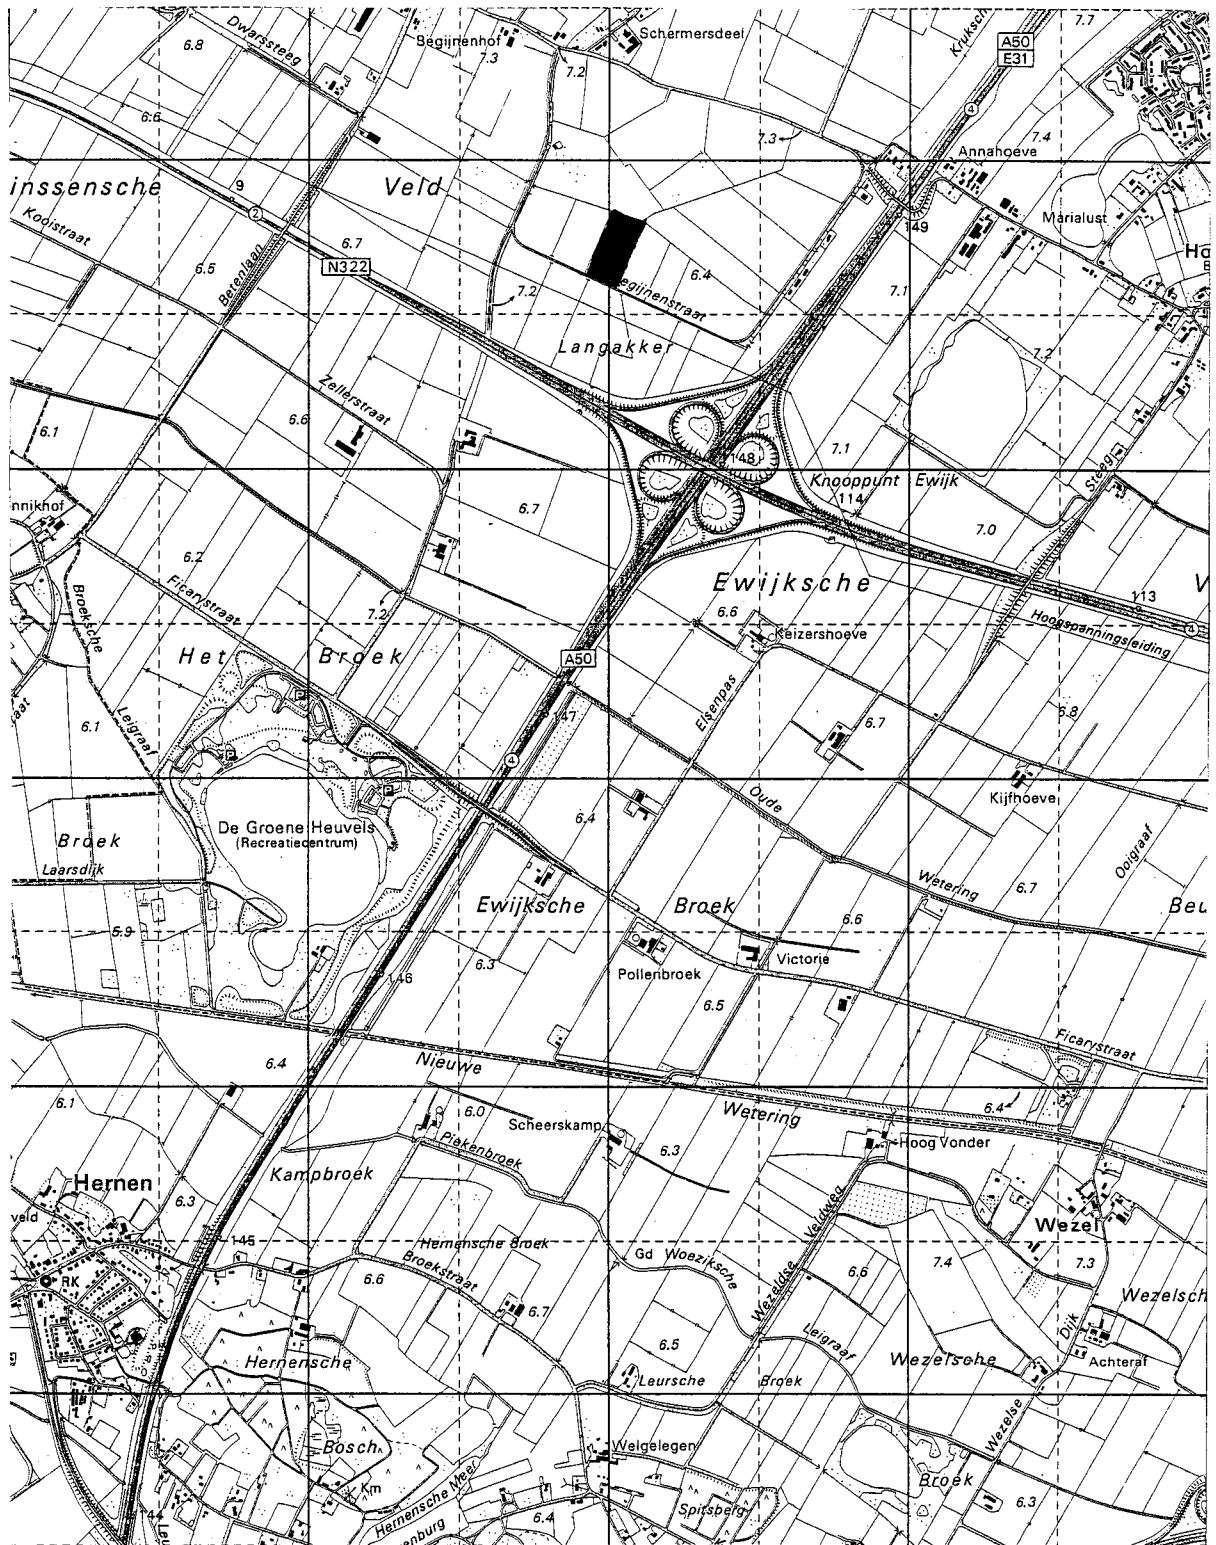 7.7
Dwarssteeg
6.8
Begijnenhof
7.3
Schermersdeel
7.2
A50
E31
6.6
7.3
4
7.4
Annahoeve
inssensche
9
Veld
2
Kooistraat
Marialust
149
Ho
6.7
N322
6.5
Betenlaan
6.4
7.2
7.1
Langakker
7.2
Zellerstraat
6.6
6.1
7.1
148
Steeg
Knooppunt Ewijk
114
nnikhof
6.7
7.0
6.2
Ficarystraat
Broeksche
7.2
Ewijksche
V
113
6.6
Keizershoeve
Hoogspanningsleiding
4
Het Broek
A50
P
Elsenpas
6.8
6.7
6.1
Leigraaf
147
P
4
P
Kijfhoeve
Oude
De Groene Heuvels
(Recreatiecentrum)
6.4
Broek
Laarsdijk
Ooigraaf
Wetering
6.7
Ewijksche Broek
Beu
6.6
5.9
Victorie
6.3
Pollenbroek
146
6.5
Ficarystraat
6.4
Nieuwe
6.1
6.0
Wetering
6.4
Scheerskamp
Hoog Vonder
Piekenbroek
6.3
Kampbroek
Hernen
6.3
veld
Veldweg
Wezel
145
Hernensche Broek
Gd Woeziksche
7.4
7.3
RK
Broekstraat
6.6
6.6
Wezeldse
Wezelsch
6.7
Leigraaf
Dijk
6.5
Hernensche
Wezelsche
Achteraf
Leursche Broek
Wezelse
Bosch
Welgelegen
Km
Broek
Hernensche Meer
6.3
Spitsberg
6.4
144
enburg